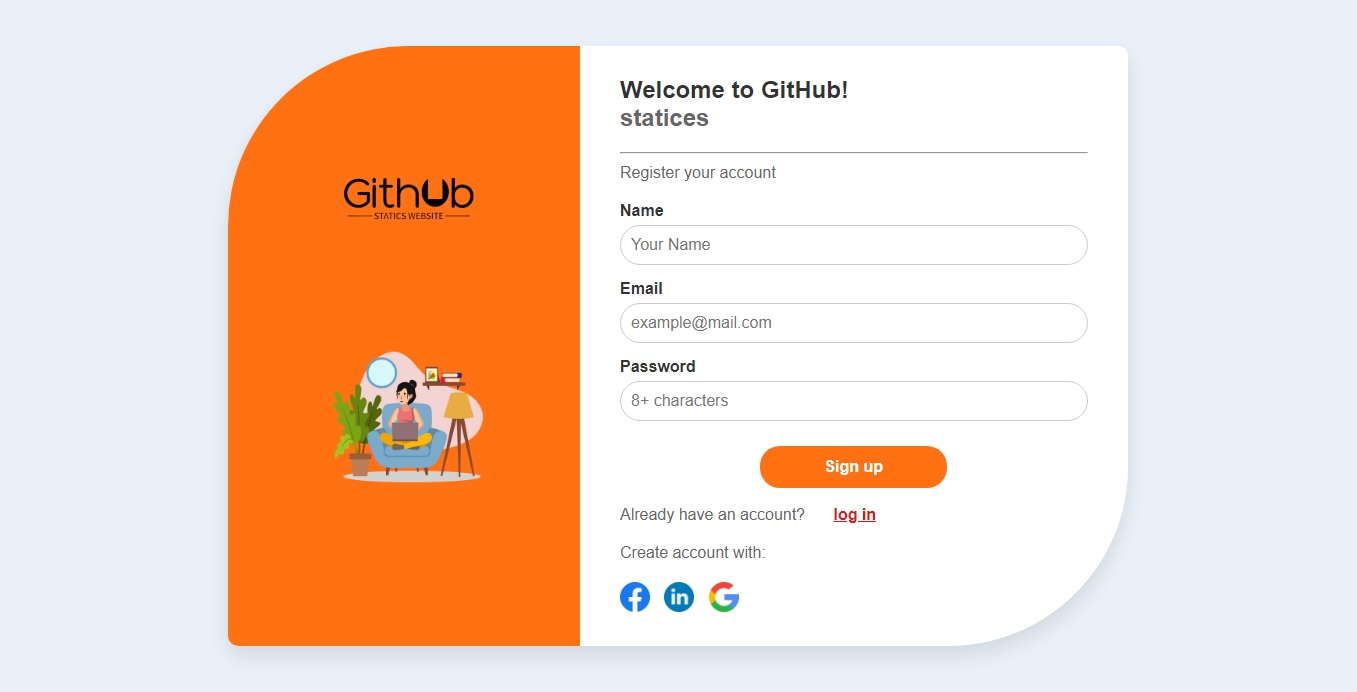 GithUb
STATICS WEBSITE
Welcome to GitHub!
statices
Register your account
Name
Your Name
Email
example@mail.com
Password
8+ characters
Sign up
Already have an account? log in
Create account with:
in